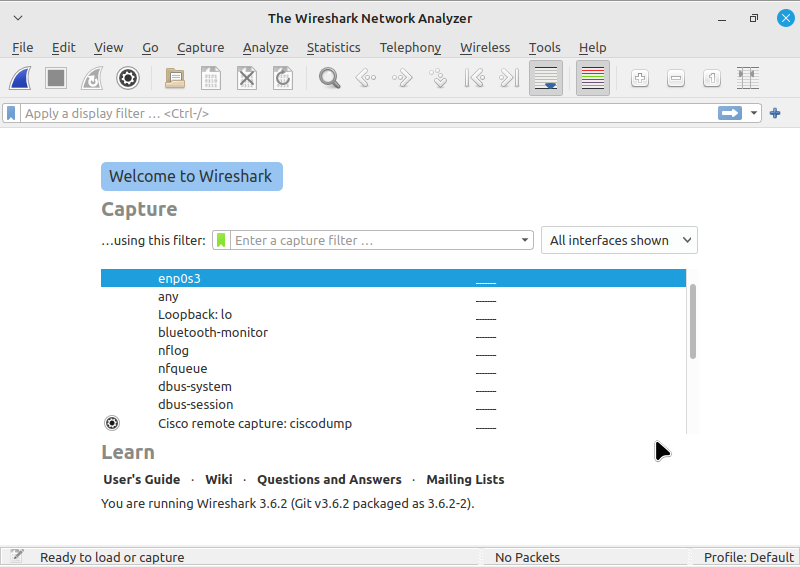 The Wireshark Network Analyzer
File Edit View Go Capture Analyze Statistics Telephony Wireless Tools Help
Apply a display filter … <Ctrl-/>
Welcome to Wireshark
Capture
…using this filter: Enter a capture filter … All interfaces shown
enp0s3
any
Loopback: lo
bluetooth-monitor
nflog
nfqueue
dbus-system
dbus-session
Cisco remote capture: ciscodump
Learn
User's Guide · Wiki · Questions and Answers · Mailing Lists
You are running Wireshark 3.6.2 (Git v3.6.2 packaged as 3.6.2-2).
Ready to load or capture No Packets Profile: Default